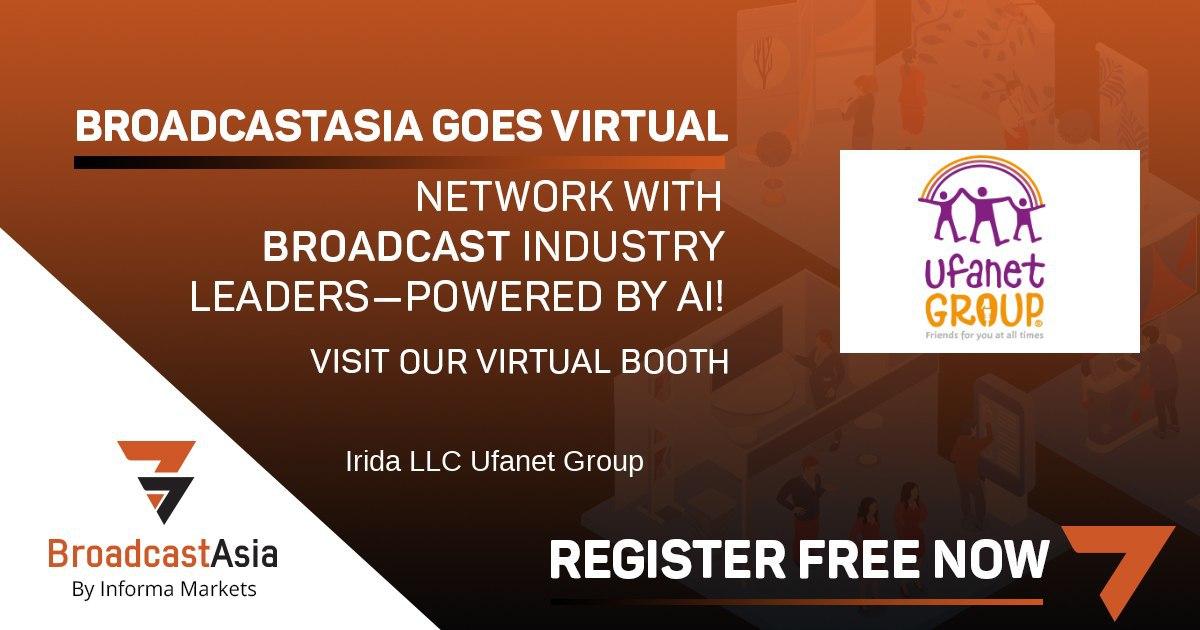 BROADCASTASIA GOES VIRTUAL
NETWORK WITH
BROADCAST INDUSTRY
LEADERS—POWERED BY AI!
VISIT OUR VIRTUAL BOOTH
Irida LLC Ufanet Group
ufanet
GROUP®
Friends for you at all times
BroadcastAsia
By Informa Markets
REGISTER FREE NOW